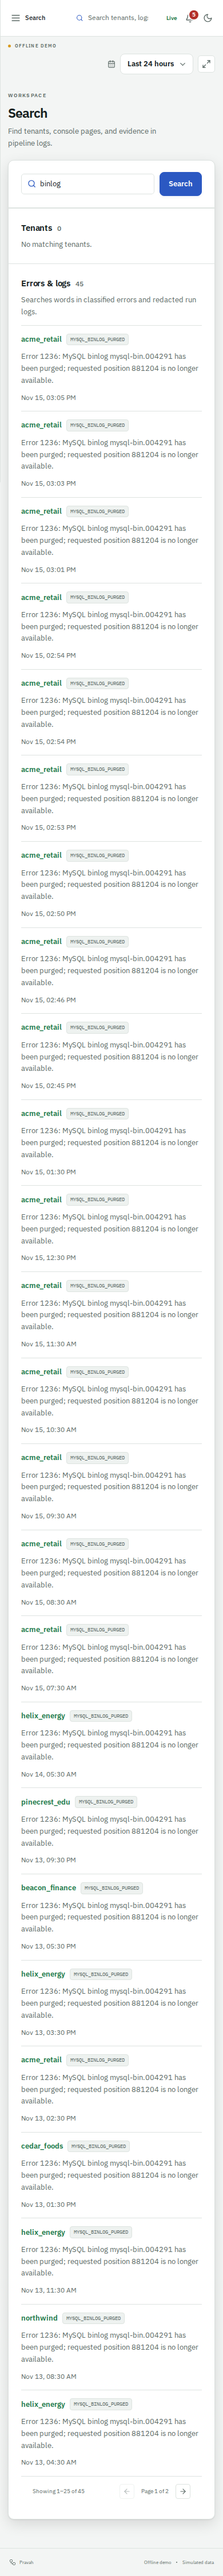 Search
Search tenants, logs
Live
5
OFFLINE DEMO
Last 24 hours
WORKSPACE
Search
Find tenants, console pages, and evidence in
pipeline logs.
binlog
Search
Tenants 0
No matching tenants.
Errors & logs 45
Searches words in classified errors and redacted run
logs.
acme_retail MYSQL_BINLOG_PURGED
Error 1236: MySQL binlog mysql-bin.004291 has
been purged; requested position 881204 is no longer
available.
Nov 15, 03:05 PM
acme_retail MYSQL_BINLOG_PURGED
Error 1236: MySQL binlog mysql-bin.004291 has
been purged; requested position 881204 is no longer
available.
Nov 15, 03:03 PM
acme_retail MYSQL_BINLOG_PURGED
Error 1236: MySQL binlog mysql-bin.004291 has
been purged; requested position 881204 is no longer
available.
Nov 15, 03:01 PM
acme_retail MYSQL_BINLOG_PURGED
Error 1236: MySQL binlog mysql-bin.004291 has
been purged; requested position 881204 is no longer
available.
Nov 15, 02:54 PM
acme_retail MYSQL_BINLOG_PURGED
Error 1236: MySQL binlog mysql-bin.004291 has
been purged; requested position 881204 is no longer
available.
Nov 15, 02:54 PM
acme_retail MYSQL_BINLOG_PURGED
Error 1236: MySQL binlog mysql-bin.004291 has
been purged; requested position 881204 is no longer
available.
Nov 15, 02:53 PM
acme_retail MYSQL_BINLOG_PURGED
Error 1236: MySQL binlog mysql-bin.004291 has
been purged; requested position 881204 is no longer
available.
Nov 15, 02:50 PM
acme_retail MYSQL_BINLOG_PURGED
Error 1236: MySQL binlog mysql-bin.004291 has
been purged; requested position 881204 is no longer
available.
Nov 15, 02:46 PM
acme_retail MYSQL_BINLOG_PURGED
Error 1236: MySQL binlog mysql-bin.004291 has
been purged; requested position 881204 is no longer
available.
Nov 15, 02:45 PM
acme_retail MYSQL_BINLOG_PURGED
Error 1236: MySQL binlog mysql-bin.004291 has
been purged; requested position 881204 is no longer
available.
Nov 15, 01:30 PM
acme_retail MYSQL_BINLOG_PURGED
Error 1236: MySQL binlog mysql-bin.004291 has
been purged; requested position 881204 is no longer
available.
Nov 15, 12:30 PM
acme_retail MYSQL_BINLOG_PURGED
Error 1236: MySQL binlog mysql-bin.004291 has
been purged; requested position 881204 is no longer
available.
Nov 15, 11:30 AM
acme_retail MYSQL_BINLOG_PURGED
Error 1236: MySQL binlog mysql-bin.004291 has
been purged; requested position 881204 is no longer
available.
Nov 15, 10:30 AM
acme_retail MYSQL_BINLOG_PURGED
Error 1236: MySQL binlog mysql-bin.004291 has
been purged; requested position 881204 is no longer
available.
Nov 15, 09:30 AM
acme_retail MYSQL_BINLOG_PURGED
Error 1236: MySQL binlog mysql-bin.004291 has
been purged; requested position 881204 is no longer
available.
Nov 15, 08:30 AM
acme_retail MYSQL_BINLOG_PURGED
Error 1236: MySQL binlog mysql-bin.004291 has
been purged; requested position 881204 is no longer
available.
Nov 15, 07:30 AM
helix_energy MYSQL_BINLOG_PURGED
Error 1236: MySQL binlog mysql-bin.004291 has
been purged; requested position 881204 is no longer
available.
Nov 14, 05:30 AM
pinecrest_edu MYSQL_BINLOG_PURGED
Error 1236: MySQL binlog mysql-bin.004291 has
been purged; requested position 881204 is no longer
available.
Nov 13, 09:30 PM
beacon_finance MYSQL_BINLOG_PURGED
Error 1236: MySQL binlog mysql-bin.004291 has
been purged; requested position 881204 is no longer
available.
Nov 13, 05:30 PM
helix_energy MYSQL_BINLOG_PURGED
Error 1236: MySQL binlog mysql-bin.004291 has
been purged; requested position 881204 is no longer
available.
Nov 13, 03:30 PM
acme_retail MYSQL_BINLOG_PURGED
Error 1236: MySQL binlog mysql-bin.004291 has
been purged; requested position 881204 is no longer
available.
Nov 13, 02:30 PM
cedar_foods MYSQL_BINLOG_PURGED
Error 1236: MySQL binlog mysql-bin.004291 has
been purged; requested position 881204 is no longer
available.
Nov 13, 01:30 PM
helix_energy MYSQL_BINLOG_PURGED
Error 1236: MySQL binlog mysql-bin.004291 has
been purged; requested position 881204 is no longer
available.
Nov 13, 11:30 AM
northwind MYSQL_BINLOG_PURGED
Error 1236: MySQL binlog mysql-bin.004291 has
been purged; requested position 881204 is no longer
available.
Nov 13, 08:30 AM
helix_energy MYSQL_BINLOG_PURGED
Error 1236: MySQL binlog mysql-bin.004291 has
been purged; requested position 881204 is no longer
available.
Nov 13, 04:30 AM
Showing 1–25 of 45
Page 1 of 2
Offline demo • Simulated data